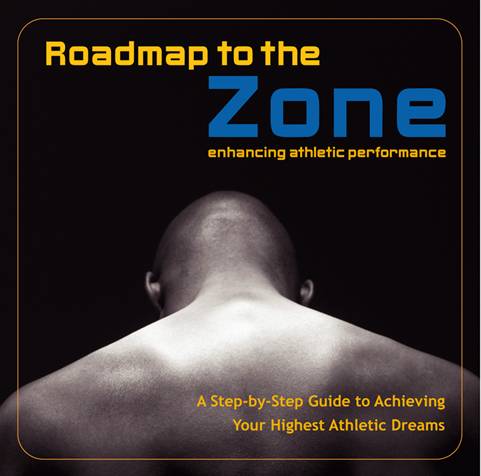 Roadmap to the
Zone
enhancing athletic performance
A Step-by-Step Guide to Achieving
Your Highest Athletic Dreams